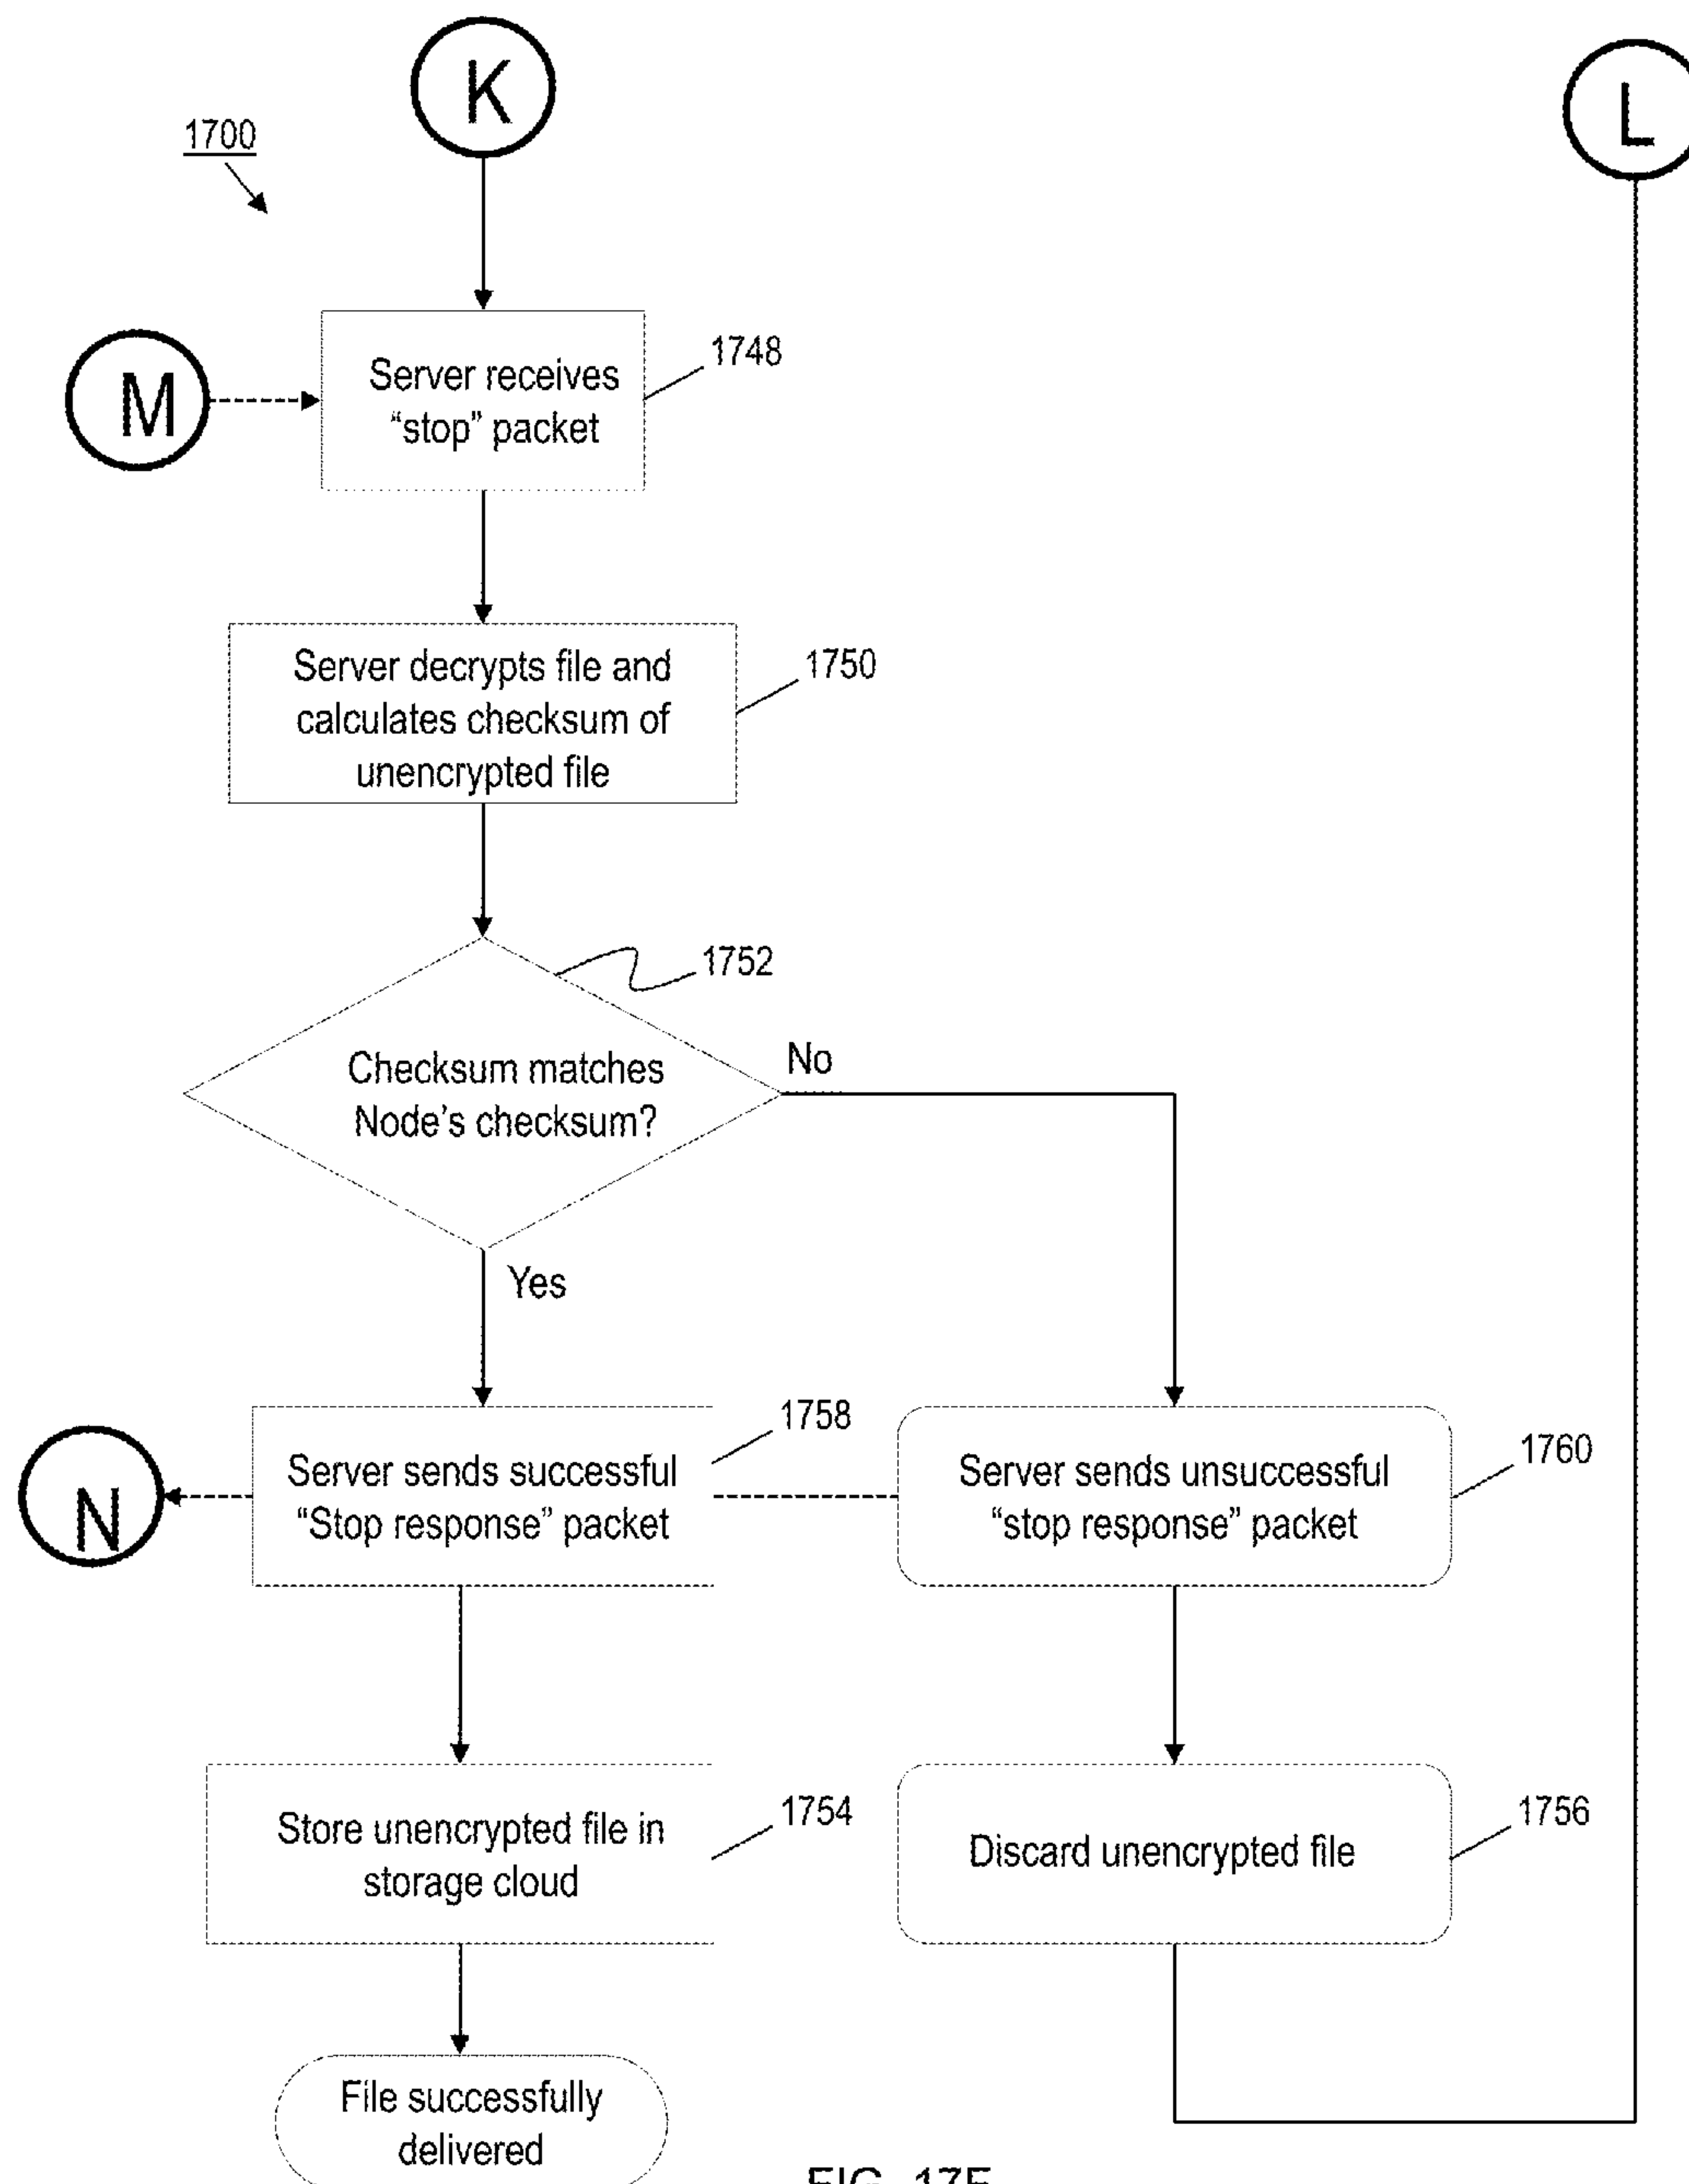 K
L
1700
M
Server receives
“stop” packet
1748
Server decrypts file and
calculates checksum of
unencrypted file
1750
1752
Checksum matches
Node’s checksum?
No
Yes
N
Server sends successful
“Stop response” packet
1758
Server sends unsuccessful
“stop response” packet
1760
Store unencrypted file in
storage cloud
1754
Discard unencrypted file
1756
File successfully
delivered
FIG. 17